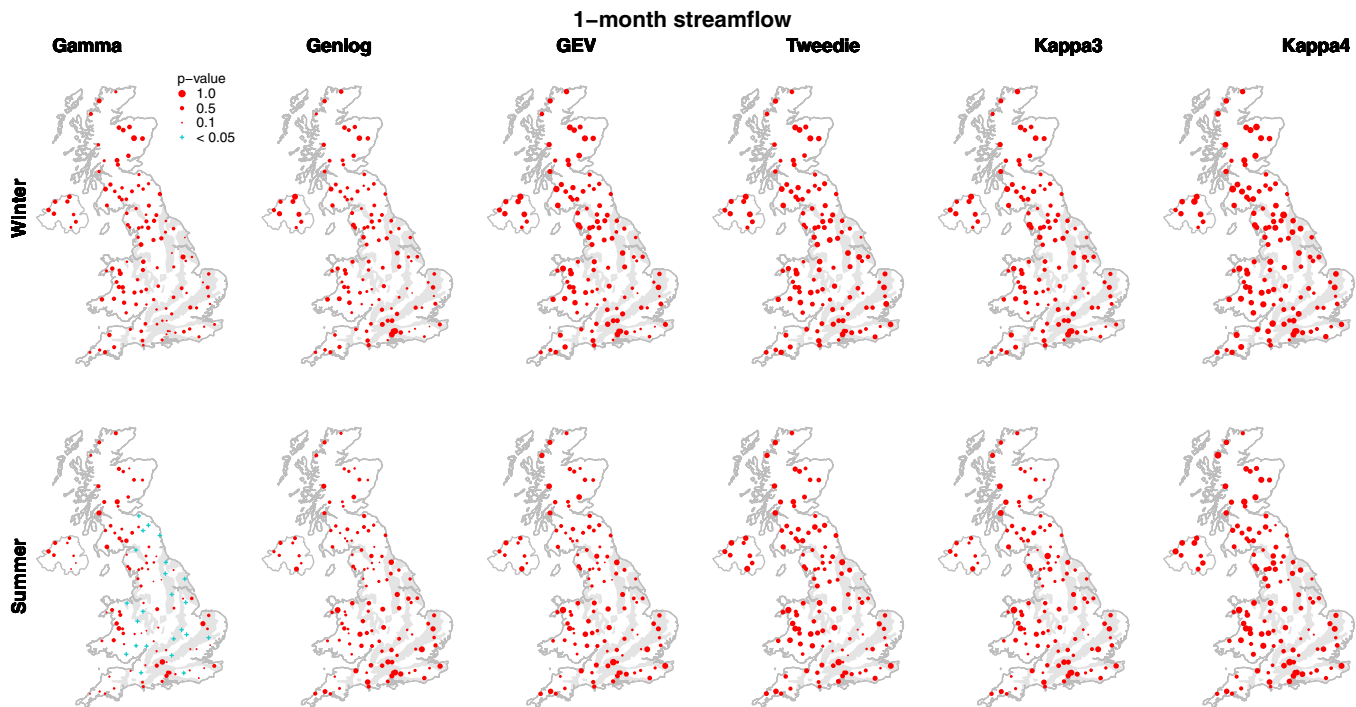 1−month streamflow
Gamma Genlog GEV Tweedie Kappa3 Kappa4
p−value
1.0
0.5
0.1
< 0.05
Winter
Summer